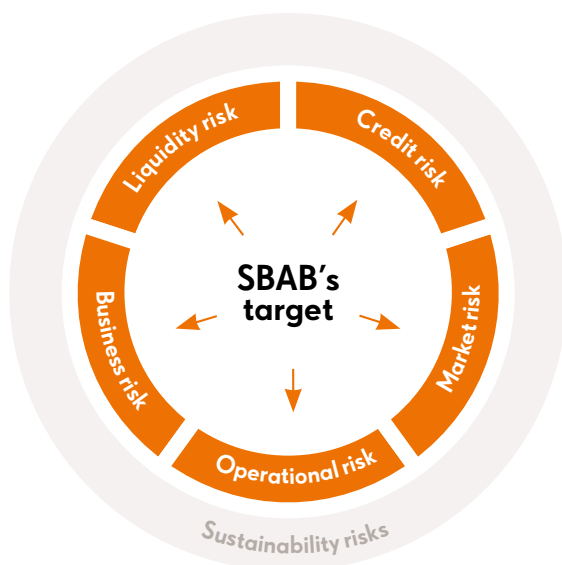 Liquidity risk
Credit risk
SBAB’s
target
Business risk
Market risk
Operational risk
Sustainability risks